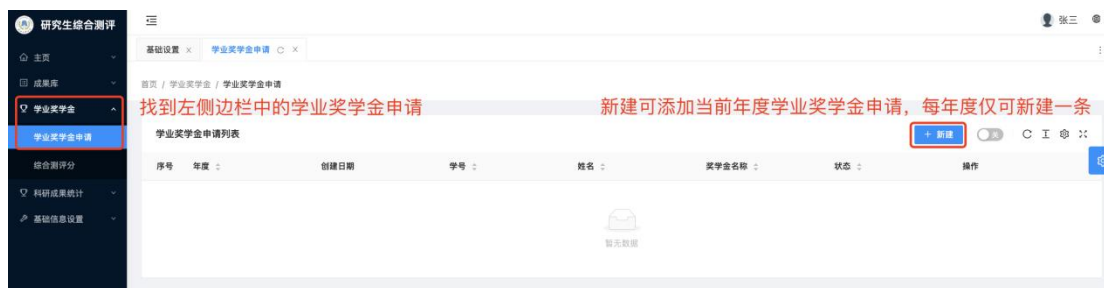 研究生综合测评
张三
主页
成果库
学业奖学金
学业奖学金申请
综合测评分
科研成果统计
基础信息设置
基础设置 × 学业奖学金申请 ×
首页 / 学业奖学金 / 学业奖学金申请
找到左侧边栏中的学业奖学金申请
新建可添加当前年度学业奖学金申请，每年度仅可新建一条
学业奖学金申请列表
+ 新建
关
序号 年度 创建日期 学号 姓名 奖学金名称 状态 操作
暂无数据